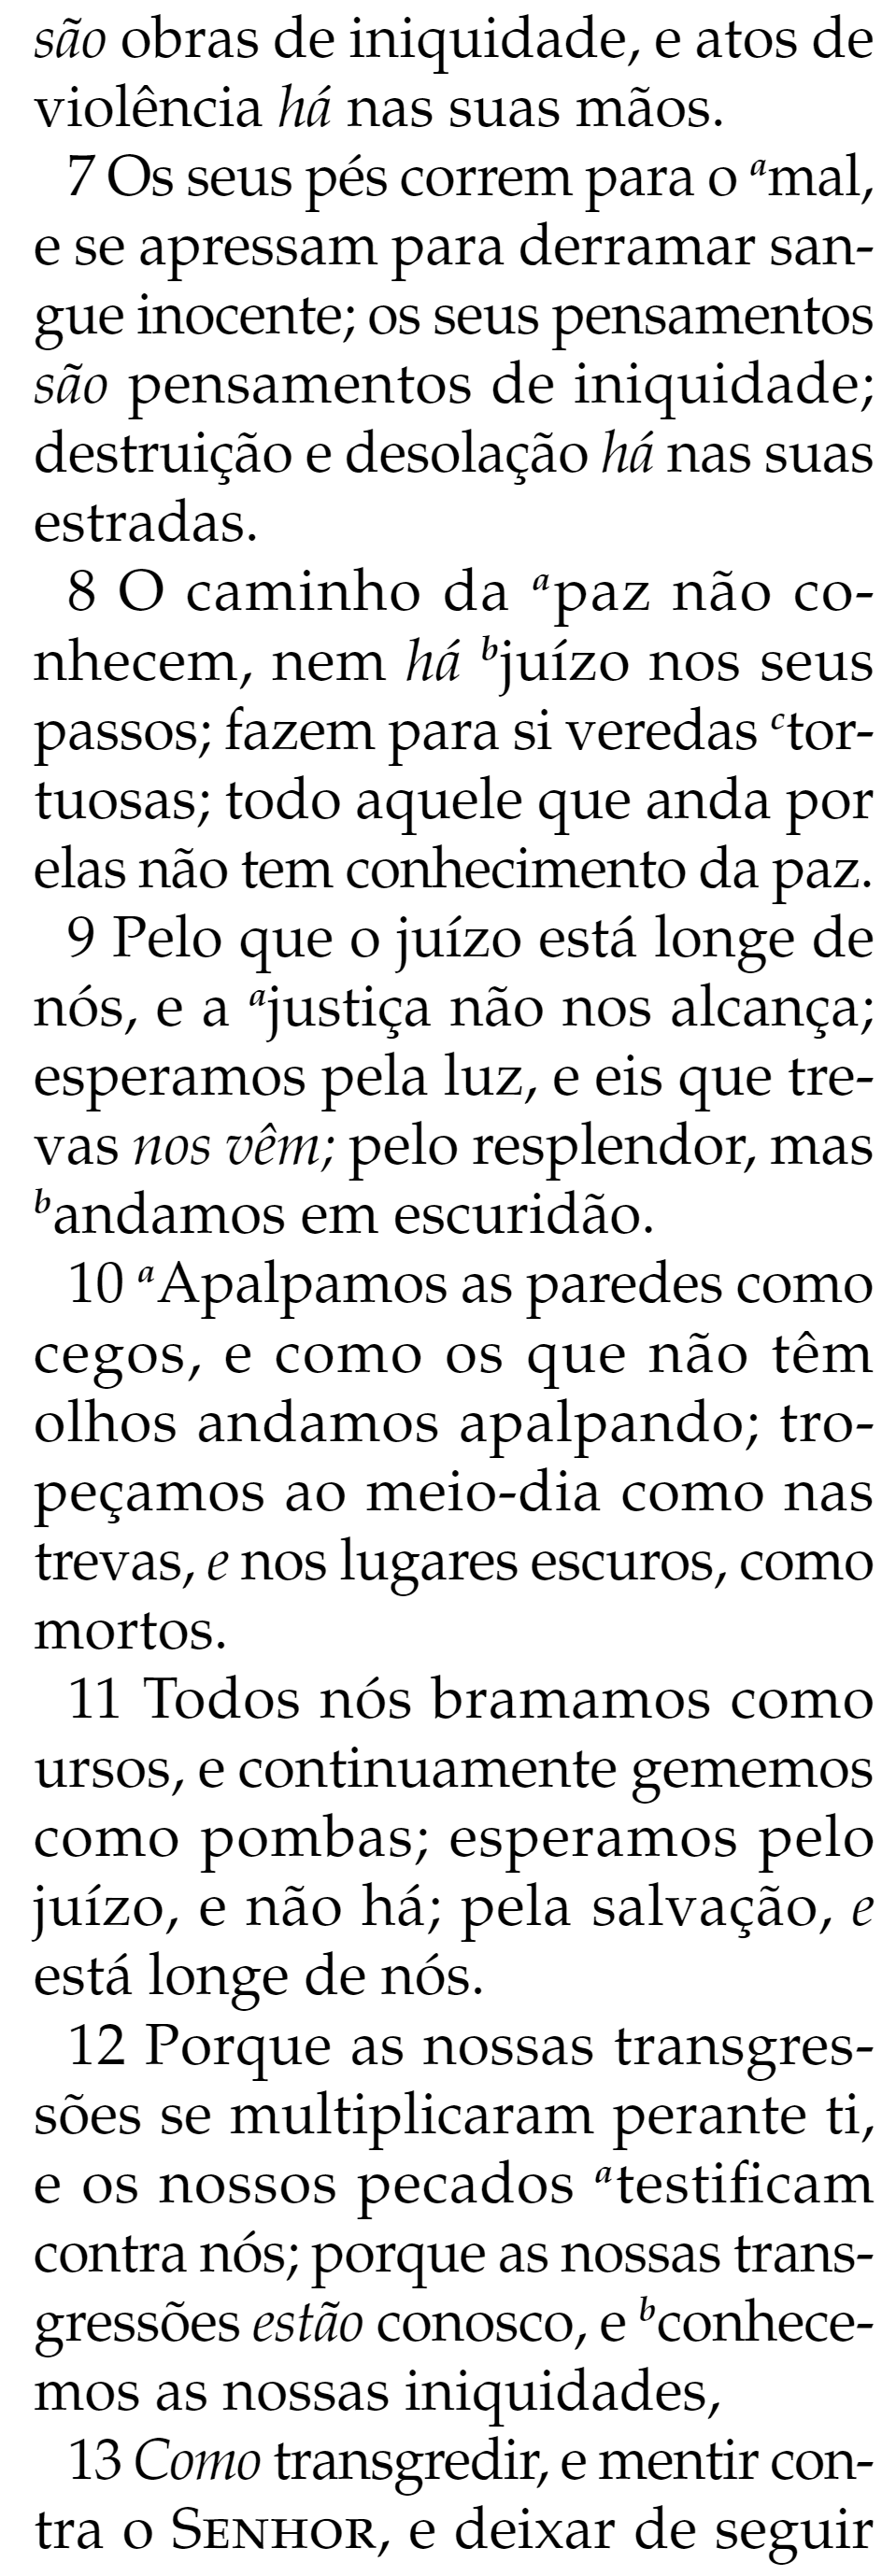 são obras de iniquidade, e atos de
violência há nas suas mãos.
7 Os seus pés correm para o ᵃmal,
e se apressam para derramar san-
gue inocente; os seus pensamentos
são pensamentos de iniquidade;
destruição e desolação há nas suas
estradas.
8 O caminho da ᵃpaz não co-
nhecem, nem há ᵇjuízo nos seus
passos; fazem para si veredas ᶜtor-
tuosas; todo aquele que anda por
elas não tem conhecimento da paz.
9 Pelo que o juízo está longe de
nós, e a ᵃjustiça não nos alcança;
esperamos pela luz, e eis que tre-
vas nos vêm; pelo resplendor, mas
ᵇandamos em escuridão.
10 ᵃApalpamos as paredes como
cegos, e como os que não têm
olhos andamos apalpando; tro-
peçamos ao meio-dia como nas
trevas, e nos lugares escuros, como
mortos.
11 Todos nós bramamos como
ursos, e continuamente gememos
como pombas; esperamos pelo
juízo, e não há; pela salvação, e
está longe de nós.
12 Porque as nossas transgres-
sões se multiplicaram perante ti,
e os nossos pecados ᵃtestificam
contra nós; porque as nossas trans-
gressões estão conosco, e ᵇconhece-
mos as nossas iniquidades,
13 Como transgredir, e mentir con-
tra o SENHOR, e deixar de seguir